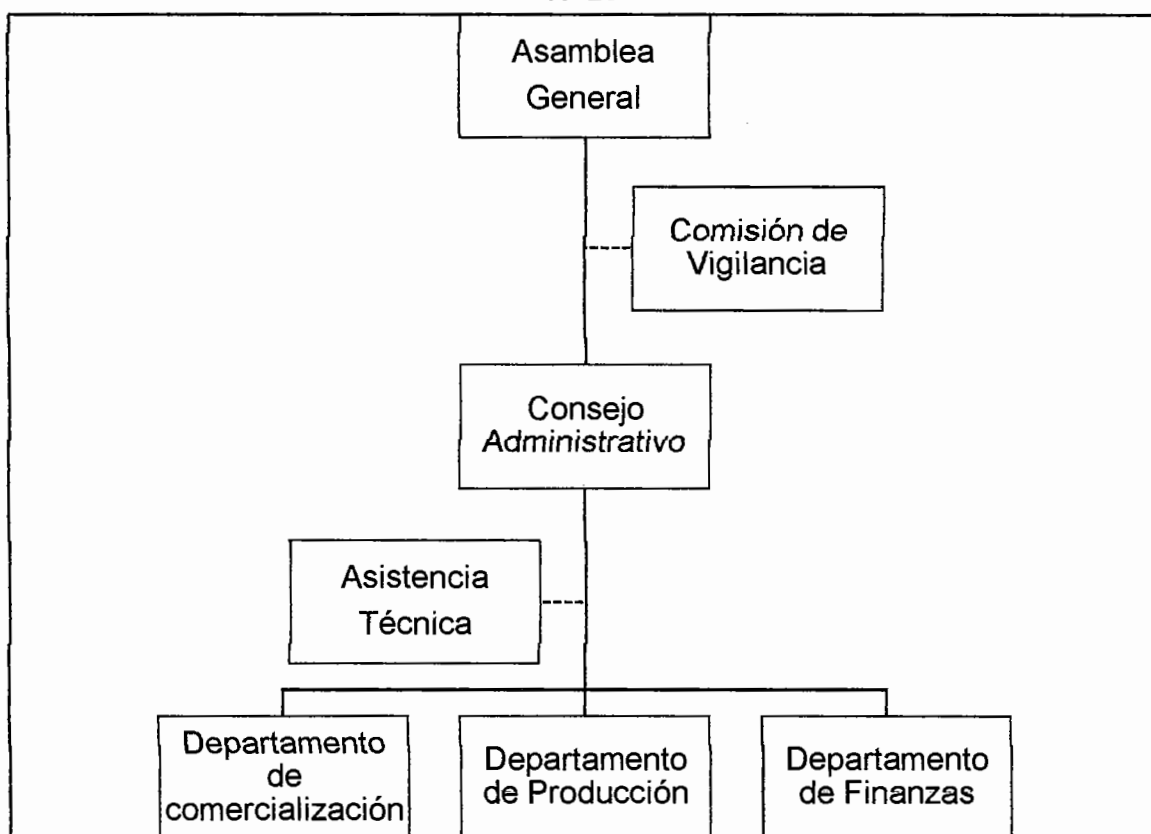 Asamblea
General
Comisión de
Vigilancia
Consejo
Administrativo
Asistencia
Técnica
Departamento
de
comercialización
Departamento
de Producción
Departamento
de Finanzas